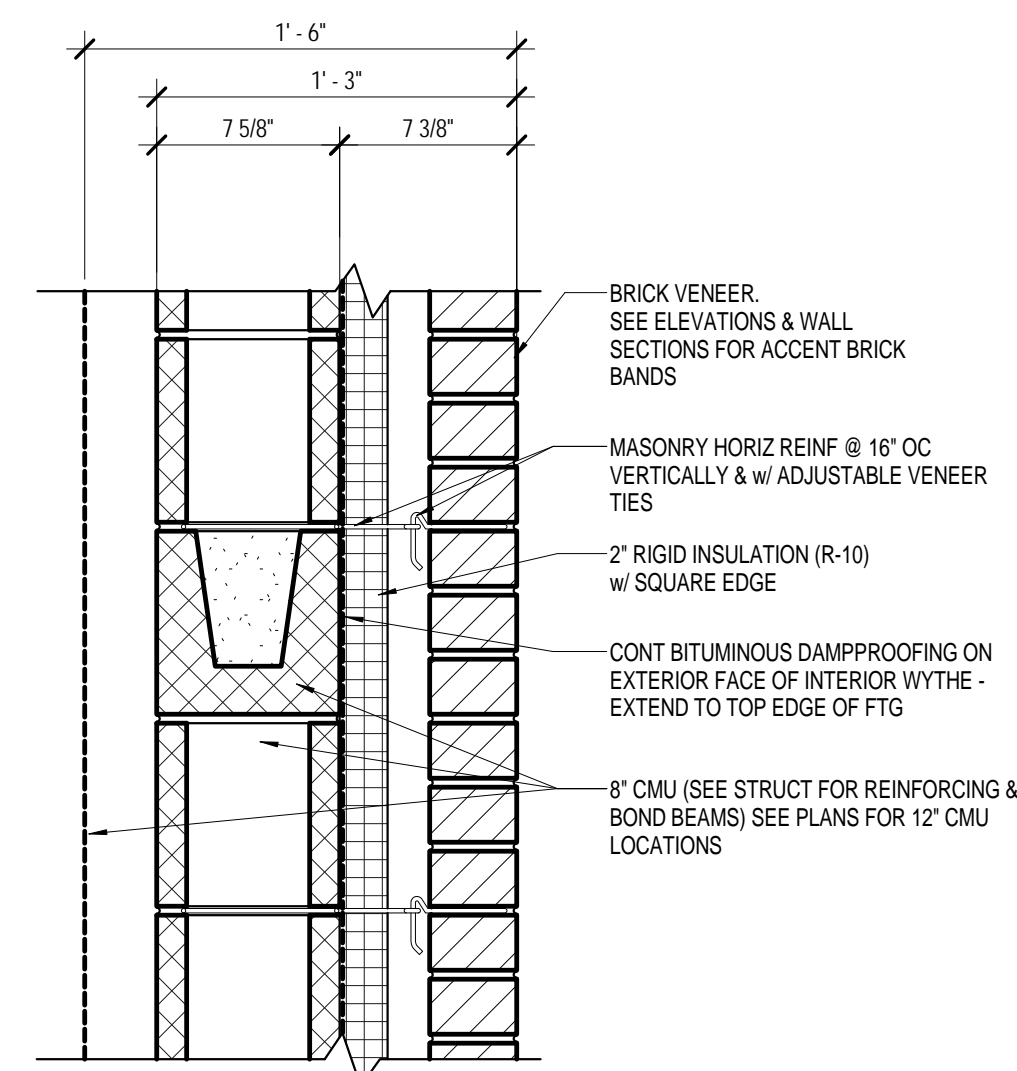 1' - 6"
1' - 3"
7 5/8"
7 3/8"
BRICK VENEER.
SEE ELEVATIONS & WALL
SECTIONS FOR ACCENT BRICK
BANDS
MASONRY HORIZ REINF @ 16" OC
VERTICALLY & w/ ADJUSTABLE VENEER
TIES
2" RIGID INSULATION (R-10)
w/ SQUARE EDGE
CONT BITUMINOUS DAMPPROOFING ON
EXTERIOR FACE OF INTERIOR WYTHE -
EXTEND TO TOP EDGE OF FTG
8" CMU (SEE STRUCT FOR REINFORCING &
BOND BEAMS) SEE PLANS FOR 12" CMU
LOCATIONS